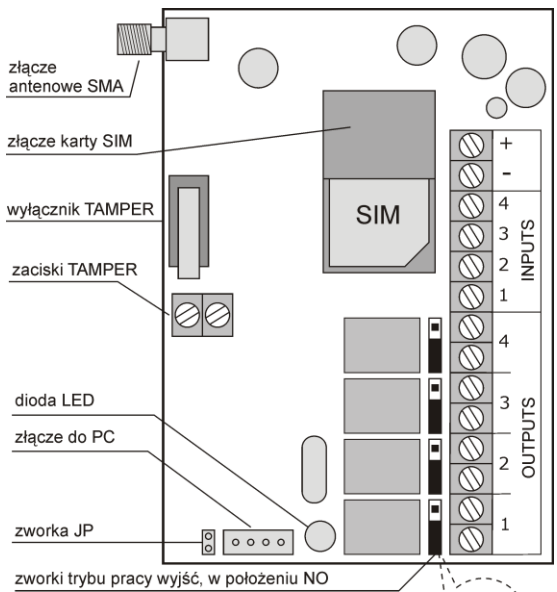 złącze
antenowe SMA
złącze karty SIM
SIM
wyłącznik TAMPER
zaciski TAMPER
dioda LED
złącze do PC
zworka JP
zworki trybu pracy wyjść, w położeniu NO
+
-
4
3
2
1
INPUTS
4
3
2
1
OUTPUTS